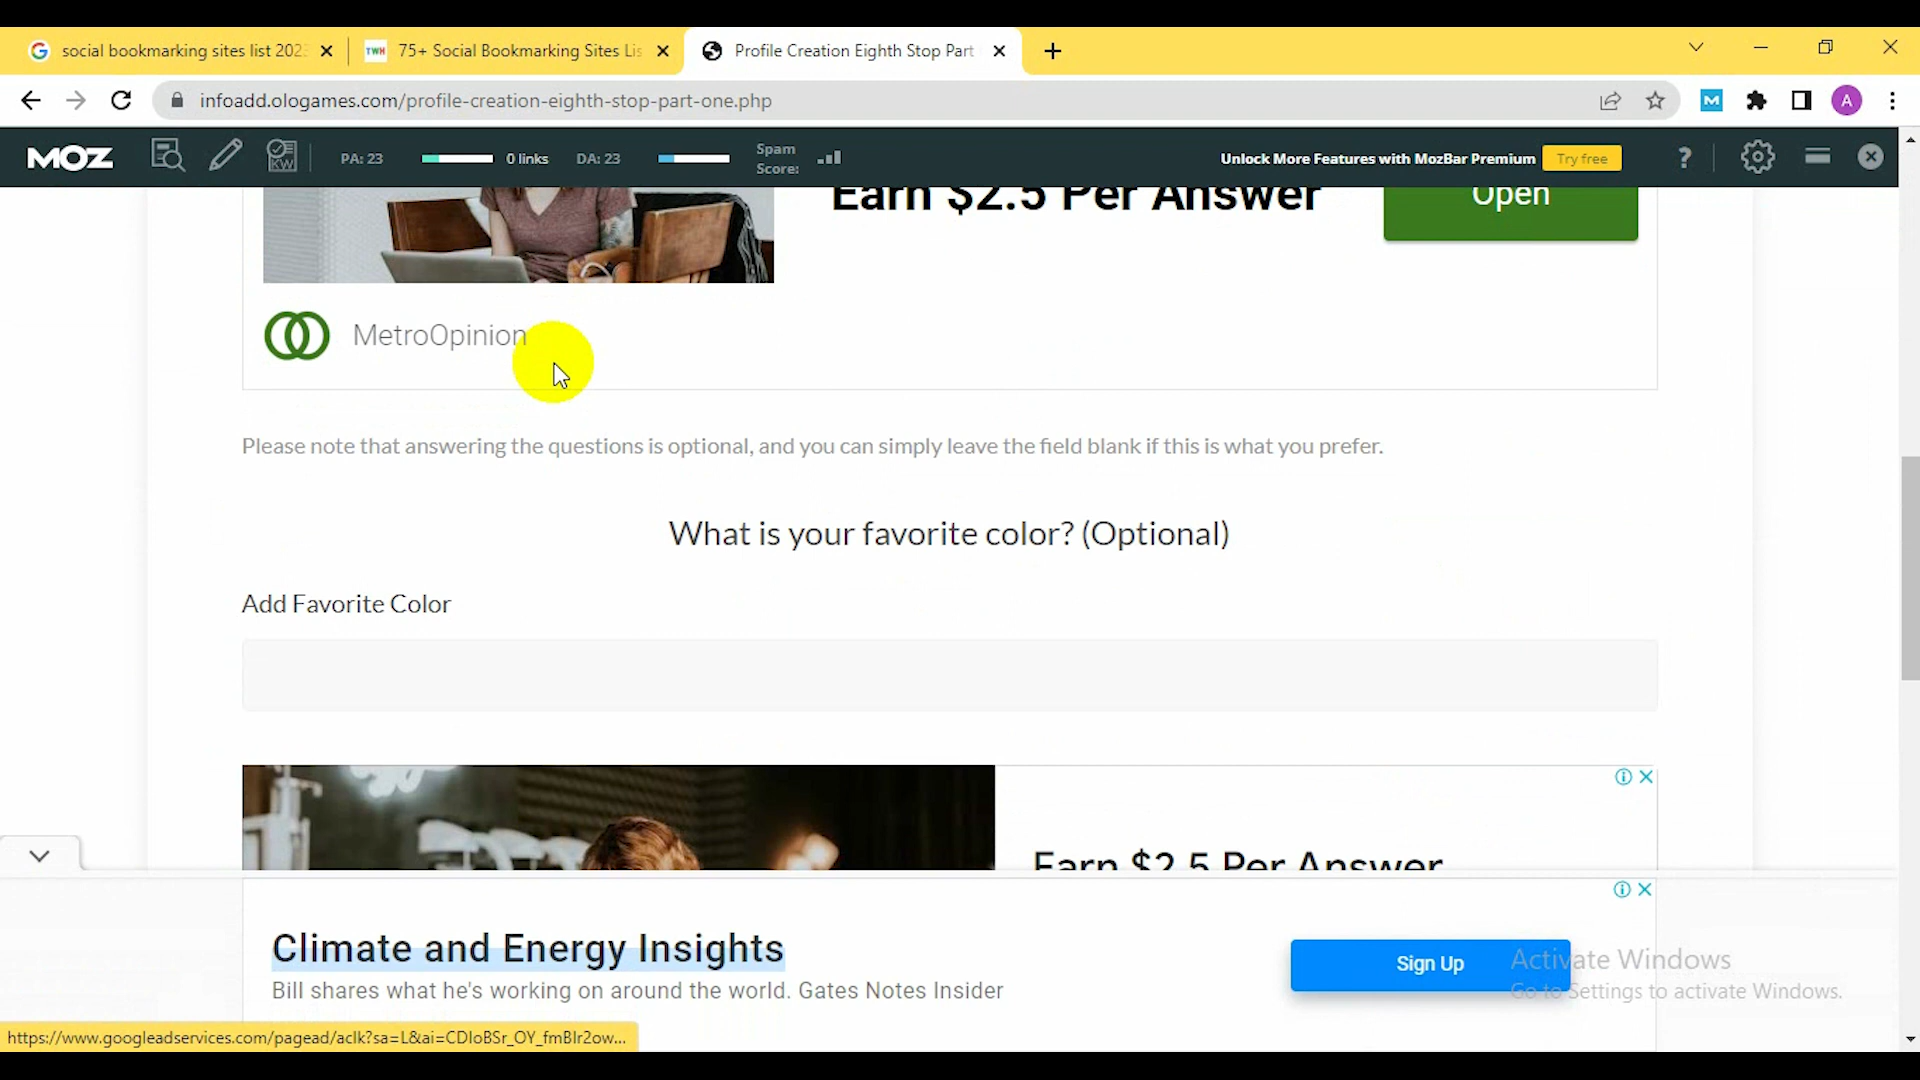 social bookmarking sites list 202
TWH 75+ Social Bookmarking Sites Lis
Profile Creation Eighth Stop Part
infoadd.ologames.com/profile-creation-eighth-stop-part-one.php
M
A
MOZ
KW
PA: 23
0 links
DA: 23
Spam
Score:
Unlock More Features with MozBar Premium
Try free
?
Earn $2.5 Per Answer
Open
MetroOpinion
Please note that answering the questions is optional, and you can simply leave the field blank if this is what you prefer.
What is your favorite color? (Optional)
Add Favorite Color
Earn $2.5 Per Answer
Climate and Energy Insights
Bill shares what he's working on around the world. Gates Notes Insider
Sign Up
Activate Windows
Go to Settings to activate Windows.
https://www.googleadservices.com/pagead/aclk?sa=L&ai=CDIoBSr_OY_fmBIr2ow...